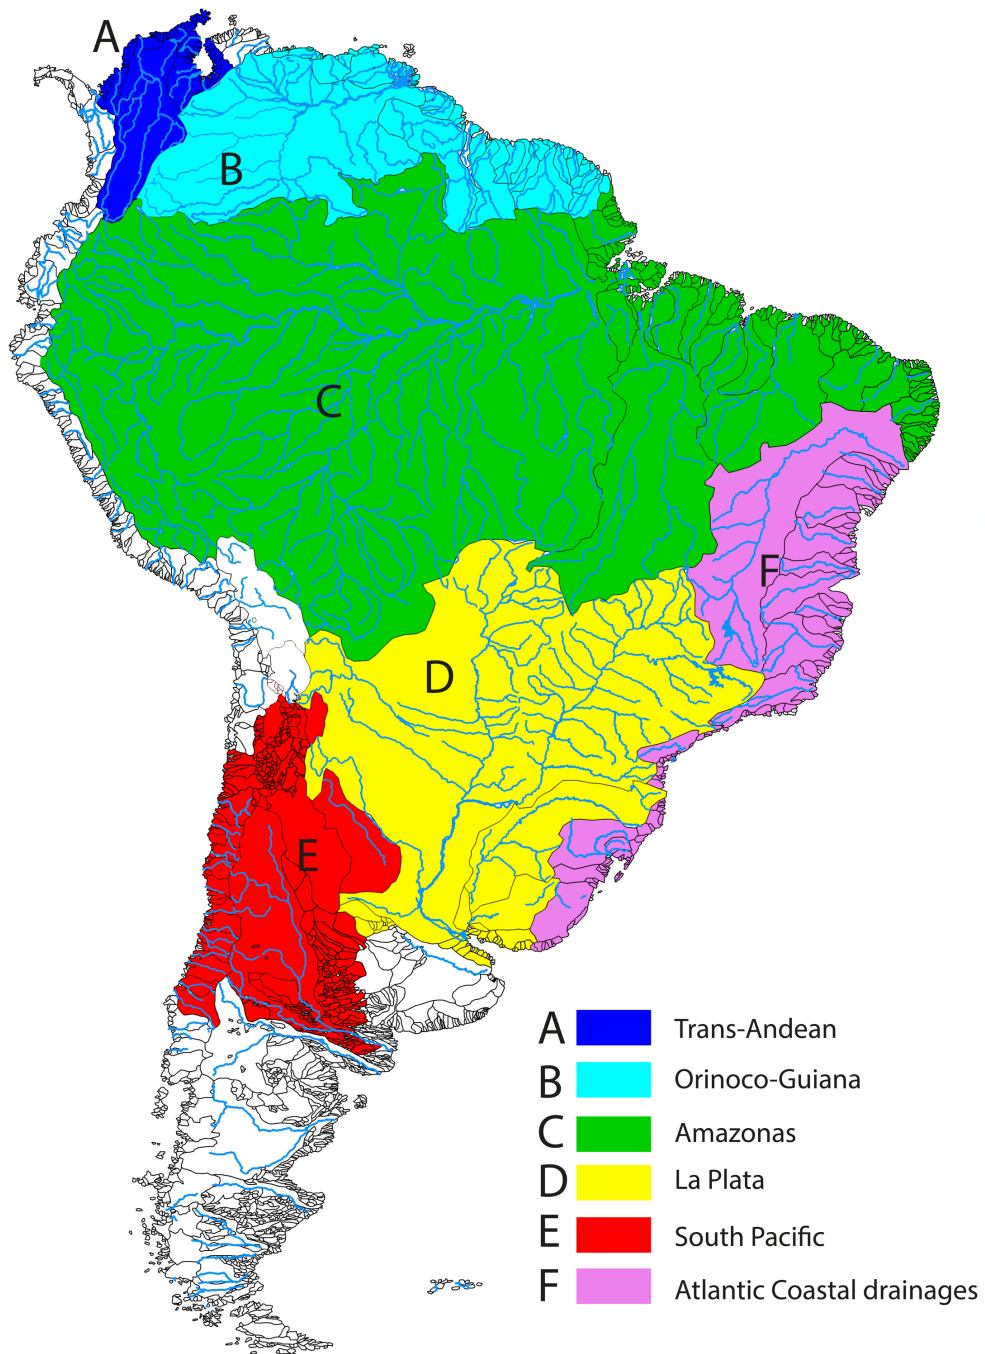 A
B
C
F
D
E
A Trans-Andean
B Orinoco-Guiana
C Amazonas
D La Plata
E South Pacific
F Atlantic Coastal drainages